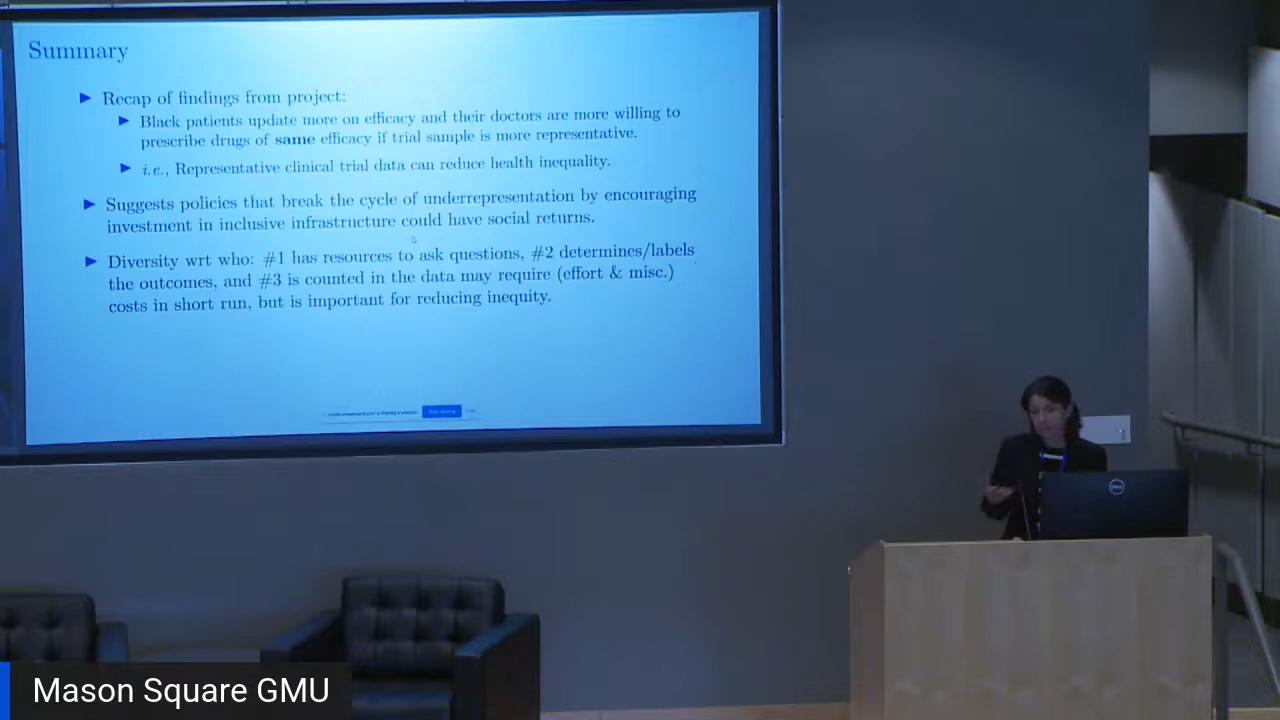 Summary
Recap of findings from project:
Black patients update more on efficacy and their doctors are more willing to
prescribe drugs of same efficacy if trial sample is more representative.
i.e., Representative clinical trial data can reduce health inequality.
Suggests policies that break the cycle of underrepresentation by encouraging
investment in inclusive infrastructure could have social returns.
Diversity wrt who: #1 has resources to ask questions, #2 determines/labels
the outcomes, and #3 is counted in the data may require (effort & misc.)
costs in short run, but is important for reducing inequity.
DELL
Mason Square GMU